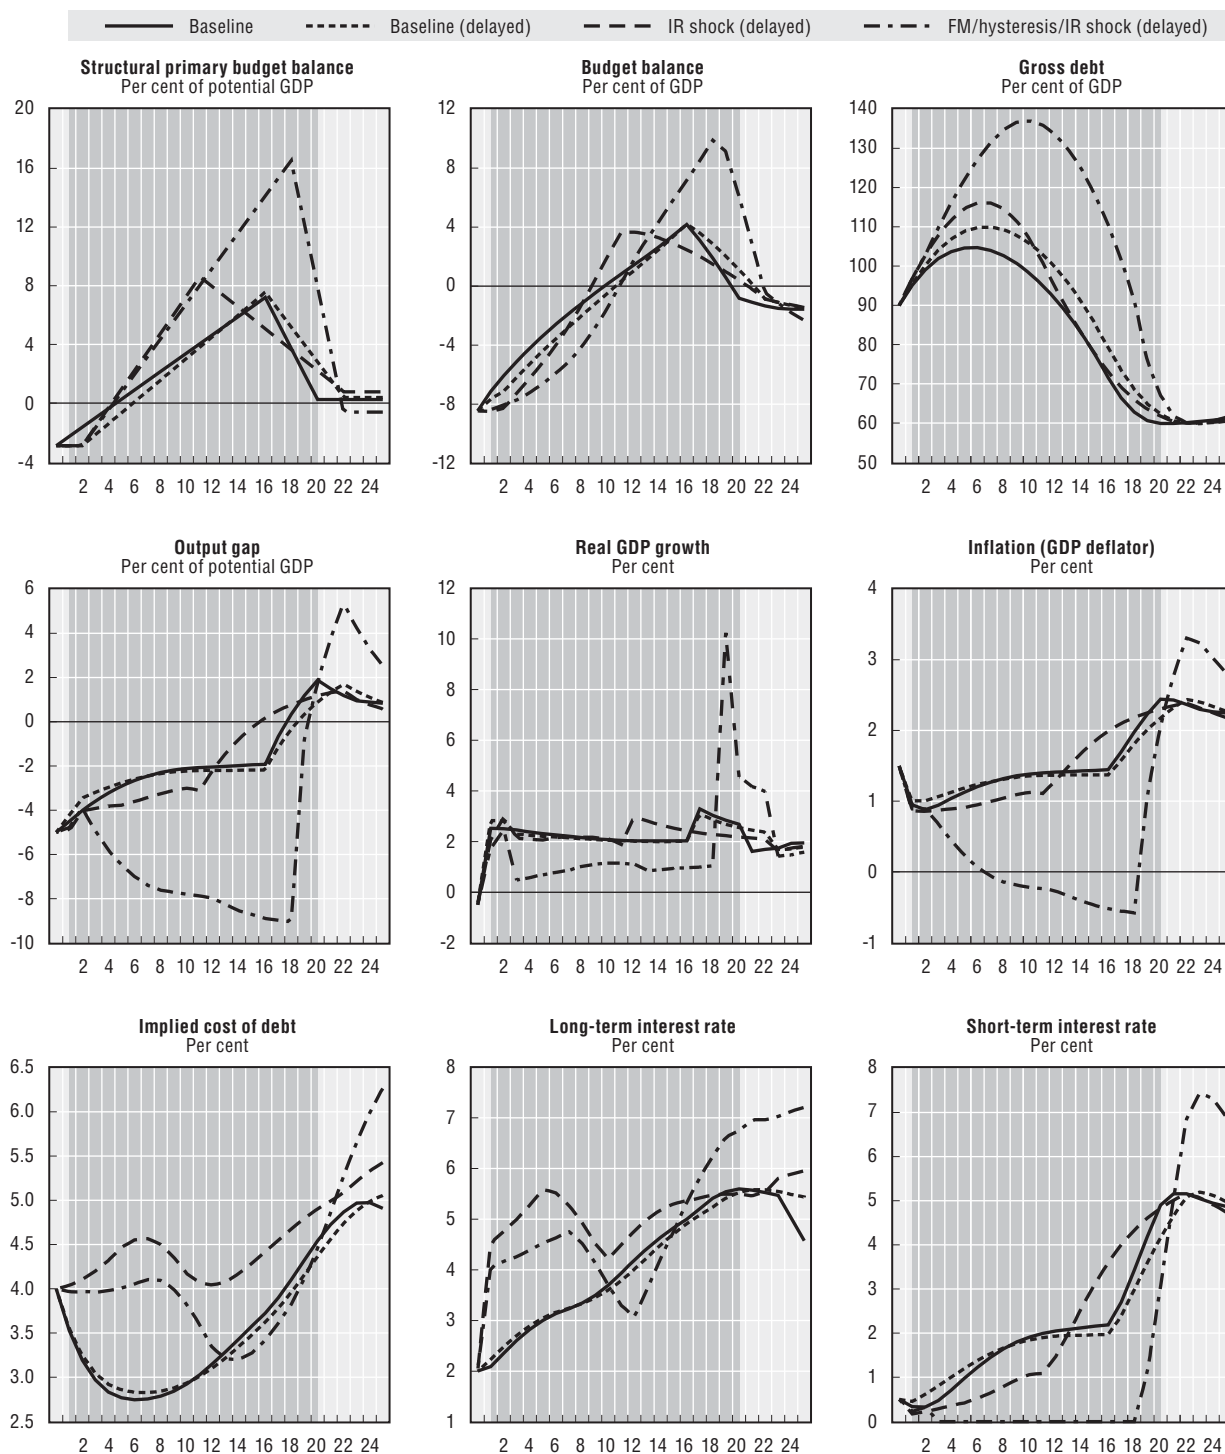 Baseline Baseline (delayed) IR shock (delayed) FM/hysteresis/IR shock (delayed)
Structural primary budget balance
Per cent of potential GDP
20
16
12
8
4
0
-4
2 4 6 8 10 12 14 16 18 20 22 24
Budget balance
Per cent of GDP
12
8
4
0
-4
-8
-12
2 4 6 8 10 12 14 16 18 20 22 24
Gross debt
Per cent of GDP
140
130
120
110
100
90
80
70
60
50
2 4 6 8 10 12 14 16 18 20 22 24
Output gap
Per cent of potential GDP
6
4
2
0
-2
-4
-6
-8
-10
2 4 6 8 10 12 14 16 18 20 22 24
Real GDP growth
Per cent
12
10
8
6
4
2
0
-2
2 4 6 8 10 12 14 16 18 20 22 24
Inflation (GDP deflator)
Per cent
4
3
2
1
0
-1
2 4 6 8 10 12 14 16 18 20 22 24
Implied cost of debt
Per cent
6.5
6.0
5.5
5.0
4.5
4.0
3.5
3.0
2.5
2 4 6 8 10 12 14 16 18 20 22 24
Long-term interest rate
Per cent
8
7
6
5
4
3
2
1
2 4 6 8 10 12 14 16 18 20 22 24
Short-term interest rate
Per cent
8
7
6
5
4
3
2
1
0
2 4 6 8 10 12 14 16 18 20 22 24